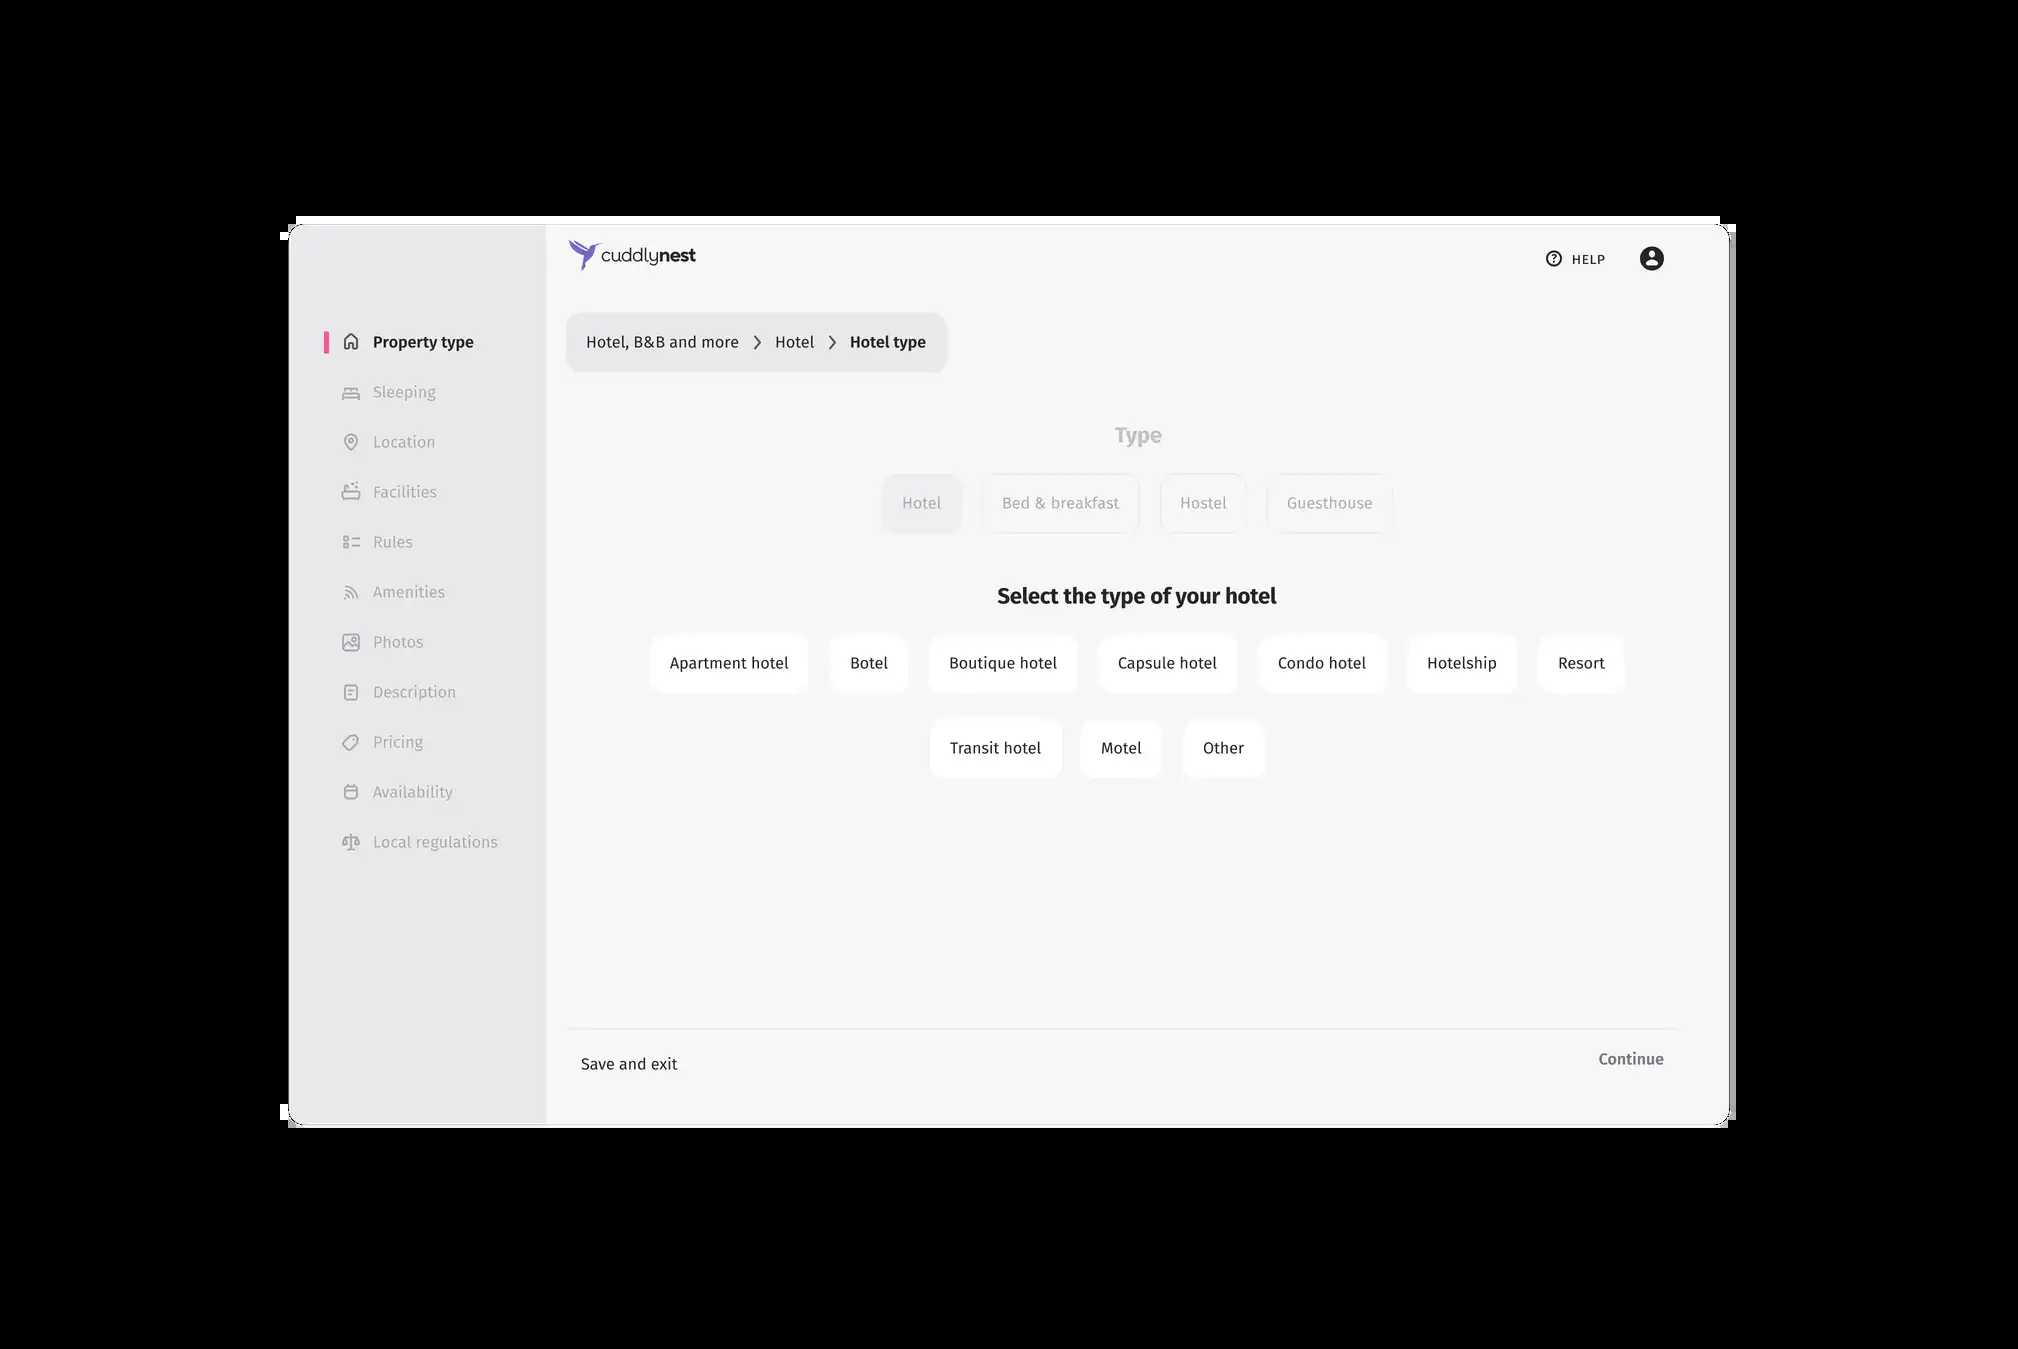 cuddlynest
HELP
Property type
Sleeping
Location
Facilities
Rules
Amenities
Photos
Description
Pricing
Availability
Local regulations
Hotel, B&B and more > Hotel > Hotel type
Type
Hotel Bed & breakfast Hostel Guesthouse
Select the type of your hotel
Apartment hotel Botel Boutique hotel Capsule hotel Condo hotel Hotelship Resort
Transit hotel Motel Other
Save and exit
Continue